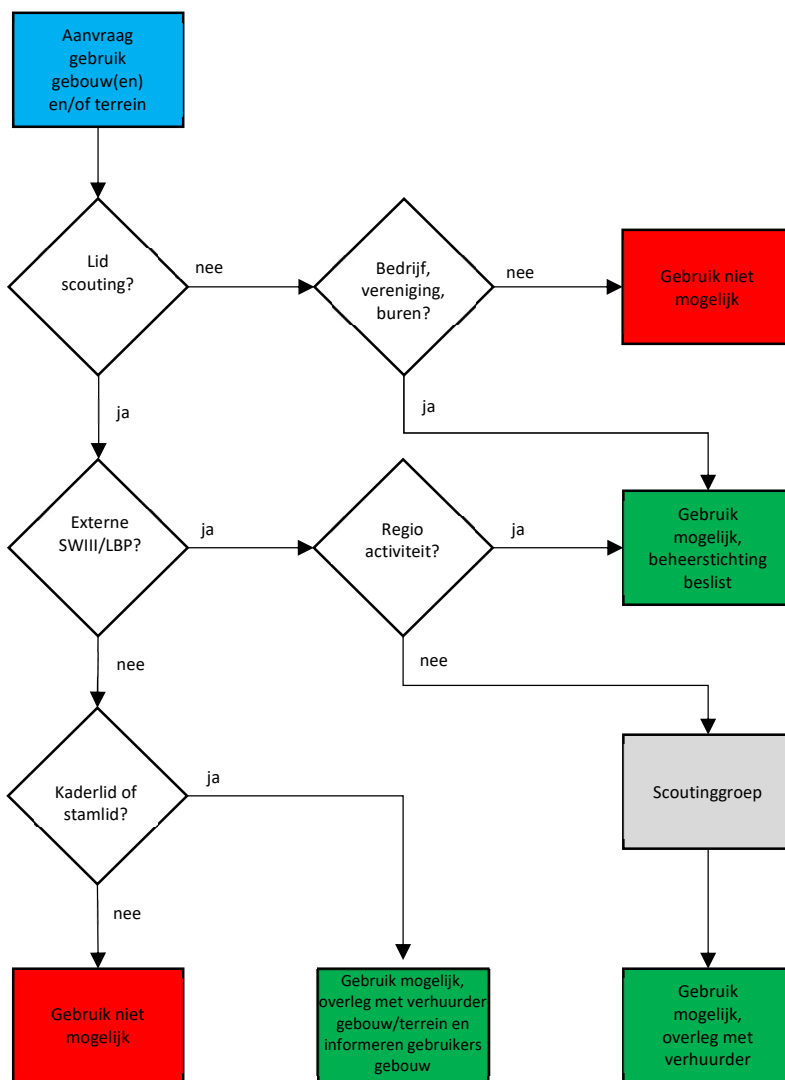 Aanvraag
gebruik
gebouw(en)
en/of terrein
Lid
scouting?
nee
Bedrijf,
vereniging,
buren?
nee
Gebruik niet
mogelijk
ja
ja
Externe
SWIII/LBP?
ja
Regio
activiteit?
ja
Gebruik
mogelijk,
beheerstichting
beslist
nee
nee
Kaderlid of
stamlid?
ja
Scoutinggroep
nee
Gebruik niet
mogelijk
Gebruik mogelijk,
overleg met verhuurder
gebouw/terrein en
informeren gebruikers
gebouw
Gebruik
mogelijk,
overleg met
verhuurder